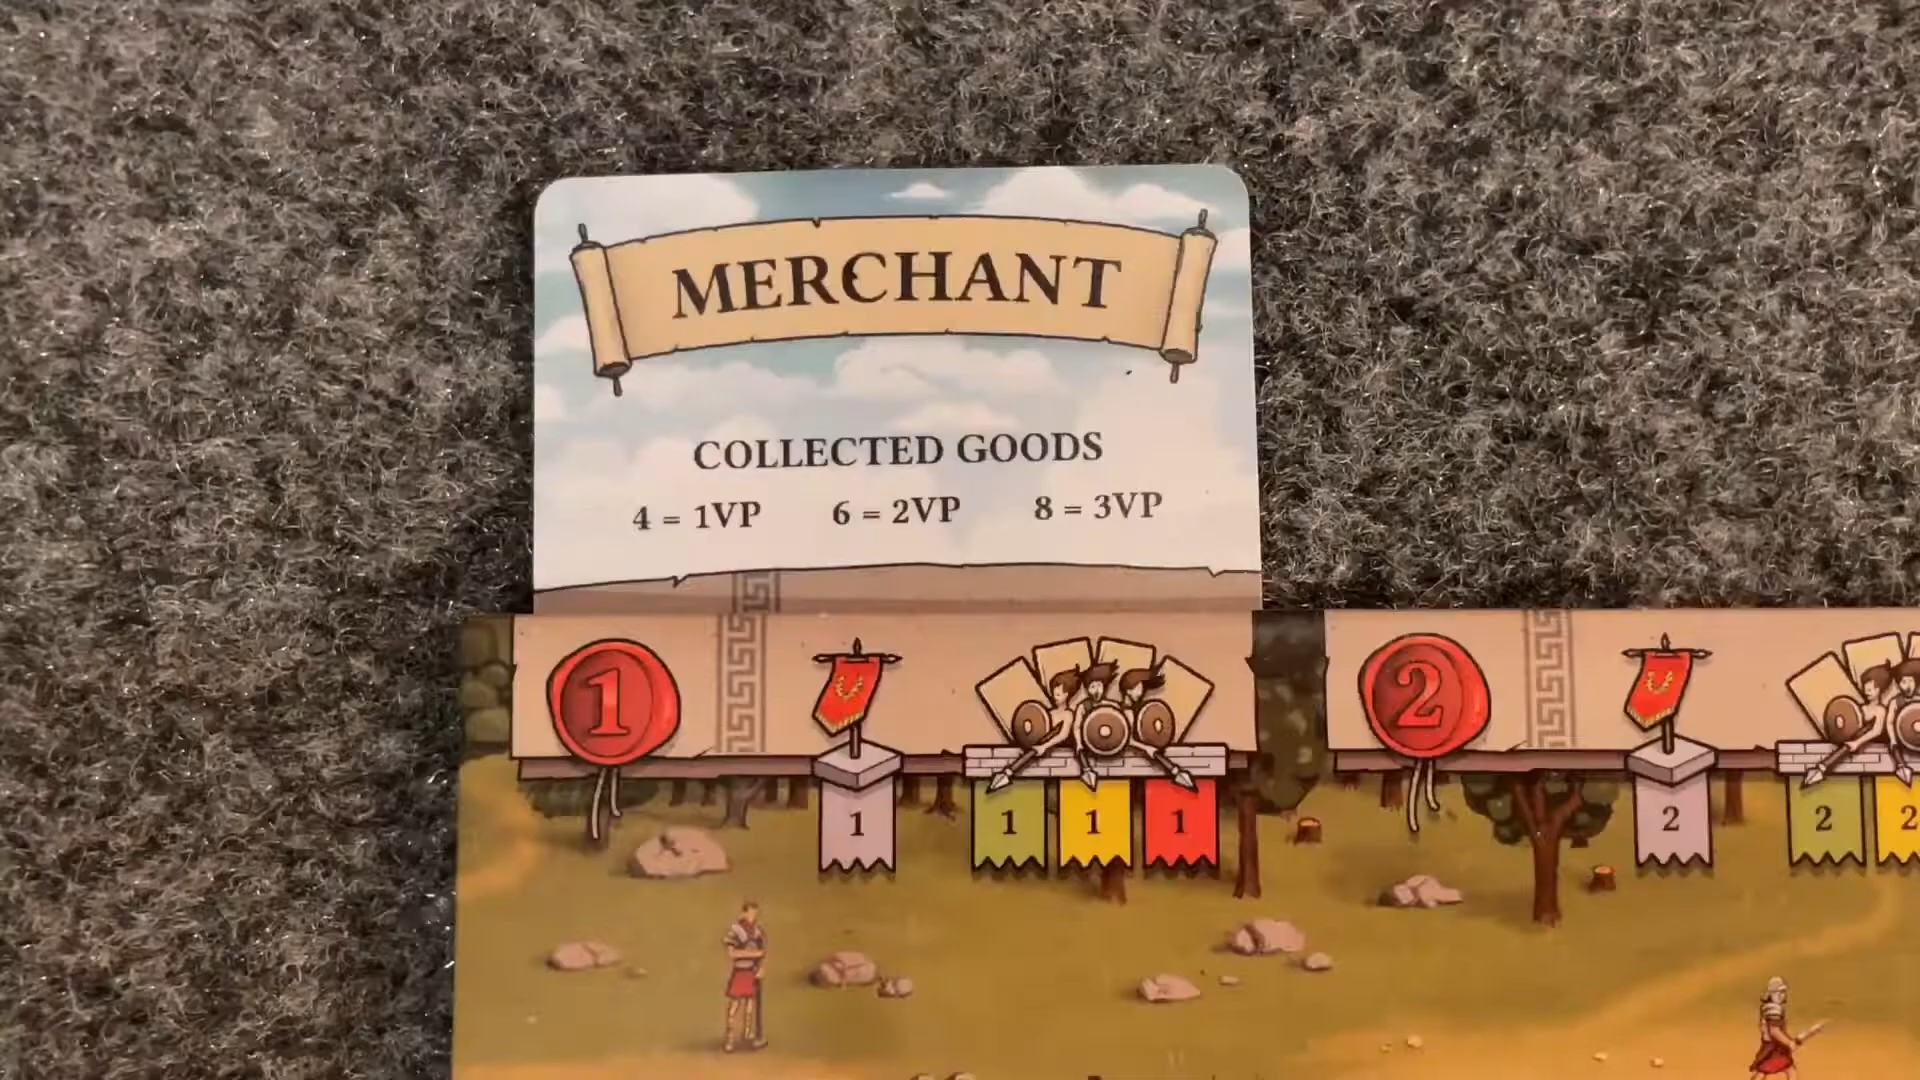 MERCHANT
COLLECTED GOODS
4 = 1VP 6 = 2VP 8 = 3VP
1 2
1 1 1 1 2 2 2